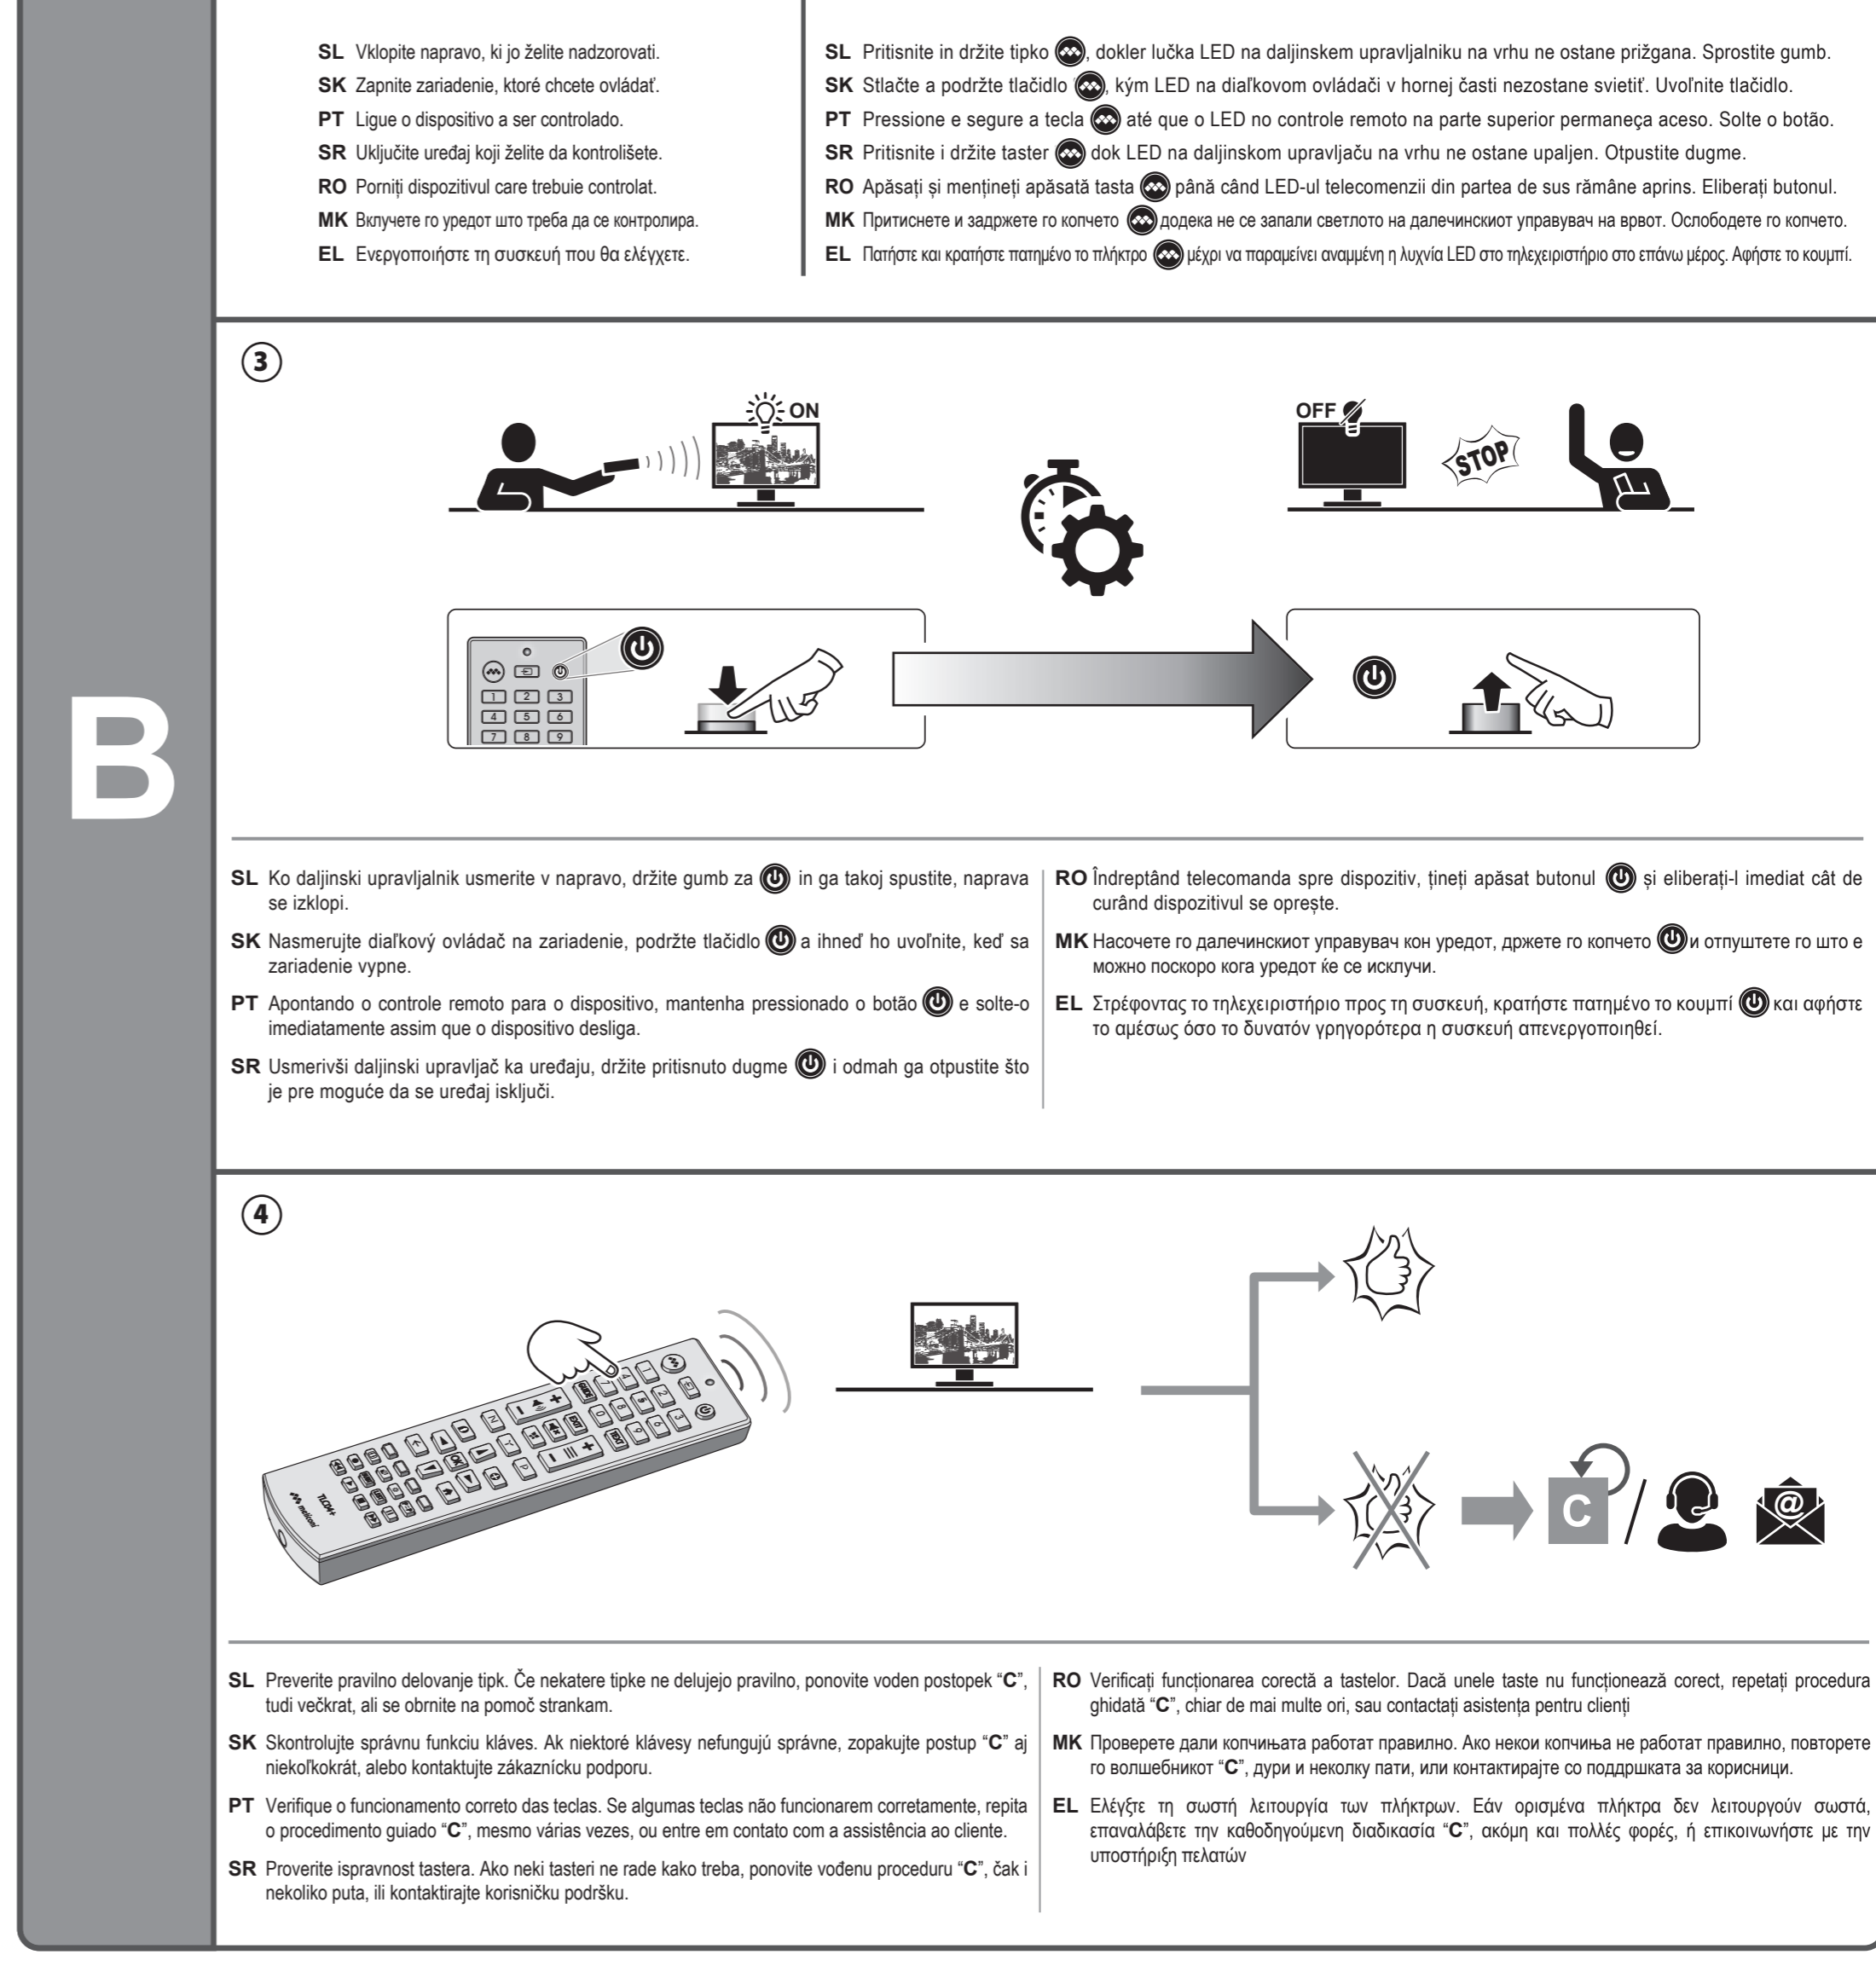 SL Vklopite napravo, ki jo želite nadzorovati.
SK Zapnite zariadenie, ktoré chcete ovládať.
PT Ligue o dispositivo a ser controlado.
SR Uključite uređaj koji želite da kontrolišete.
RO Porniți dispozitivul care trebuie controlat.
MK Вклучете го уредот што треба да се контролира.
EL Ενεργοποιήστε τη συσκευή που θα ελέγχετε.
SL Pritisnite in držite tipko , dokler lučka LED na daljinskem upravljalniku na vrhu ne ostane prižgana. Sprostite gumb.
SK Stlačte a podržte tlačidlo , kým LED na diaľkovom ovládači v hornej časti nezostane svietiť. Uvoľnite tlačidlo.
PT Pressione e segure a tecla até que o LED no controle remoto na parte superior permaneça aceso. Solte o botão.
SR Pritisnite i držite taster dok LED na daljinskom upravljaču na vrhu ne ostane upaljen. Otpustite dugme.
RO Apăsați și mențineți apăsată tasta până când LED-ul telecomenzii din partea de sus rămâne aprins. Eliberați butonul.
MK Притиснете и задржете го копчето додека не се запали светлото на далечинскиот управувач на врвот. Ослободете го копчето.
EL Πατήστε και κρατήστε πατημένο το πλήκτρο μέχρι να παραμείνει αναμμένη η λυχνία LED στο τηλεχειριστήριο στο επάνω μέρος. Αφήστε το κουμπί.
B
3
ON
OFF
STOP
1 2 3
4 5 6
7 8 9
SL Ko daljinski upravljalnik usmerite v napravo, držite gumb za in ga takoj spustite, naprava
se izklopi.
SK Nasmerujte diaľkový ovládač na zariadenie, podržte tlačidlo a ihneď ho uvoľnite, keď sa
zariadenie vypne.
PT Apontando o controle remoto para o dispositivo, mantenha pressionado o botão e solte-o
imediatamente assim que o dispositivo desliga.
SR Usmerivši daljinski upravljač ka uređaju, držite pritisnuto dugme i odmah ga otpustite što
je pre moguće da se uređaj isključi.
RO Îndreptând telecomanda spre dispozitiv, țineți apăsat butonul și eliberați-l imediat cât de
curând dispozitivul se oprește.
MK Насочете го далечинскиот управувач кон уредот, држете го копчето и отпуштете го што е
можно поскоро кога уредот ќе се исклучи.
EL Στρέφοντας το τηλεχειριστήριο προς τη συσκευή, κρατήστε πατημένο το κουμπί και αφήστε
το αμέσως όσο το δυνατόν γρηγορότερα η συσκευή απενεργοποιηθεί.
4
GUIDE
EXIT
TEXT
OK
TLC04+
meliconi
C
@
SL Preverite pravilno delovanje tipk. Če nekatere tipke ne delujejo pravilno, ponovite voden postopek “C”,
tudi večkrat, ali se obrnite na pomoč strankam.
SK Skontrolujte správnu funkciu kláves. Ak niektoré klávesy nefungujú správne, zopakujte postup “C” aj
niekoľkokrát, alebo kontaktujte zákaznícku podporu.
PT Verifique o funcionamento correto das teclas. Se algumas teclas não funcionarem corretamente, repita
o procedimento guiado “C”, mesmo várias vezes, ou entre em contato com a assistência ao cliente.
SR Proverite ispravnost tastera. Ako neki tasteri ne rade kako treba, ponovite vođenu proceduru “C”, čak i
nekoliko puta, ili kontaktirajte korisničku podršku.
RO Verificați funcționarea corectă a tastelor. Dacă unele taste nu funcționează corect, repetați procedura
ghidată “C”, chiar de mai multe ori, sau contactați asistența pentru clienți
MK Проверете дали копчињата работат правилно. Ако некои копчиња не работат правилно, повторете
го волшебникот “C”, дури и неколку пати, или контактирајте со поддршката за корисници.
EL Ελέγξτε τη σωστή λειτουργία των πλήκτρων. Εάν ορισμένα πλήκτρα δεν λειτουργούν σωστά,
επαναλάβετε την καθοδηγούμενη διαδικασία “C”, ακόμη και πολλές φορές, ή επικοινωνήστε με την
υποστήριξη πελατών